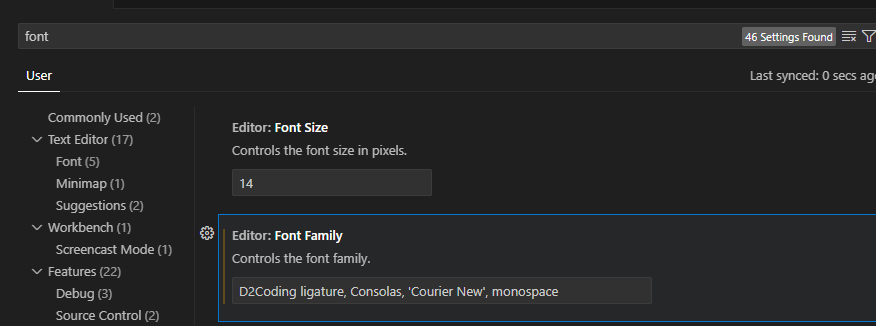 font
46 Settings Found
User
Last synced: 0 secs ago
Commonly Used (2)
Text Editor (17)
Font (5)
Minimap (1)
Suggestions (2)
Workbench (1)
Screencast Mode (1)
Features (22)
Debug (3)
Source Control (2)
Editor: Font Size
Controls the font size in pixels.
14
Editor: Font Family
Controls the font family.
D2Coding ligature, Consolas, 'Courier New', monospace